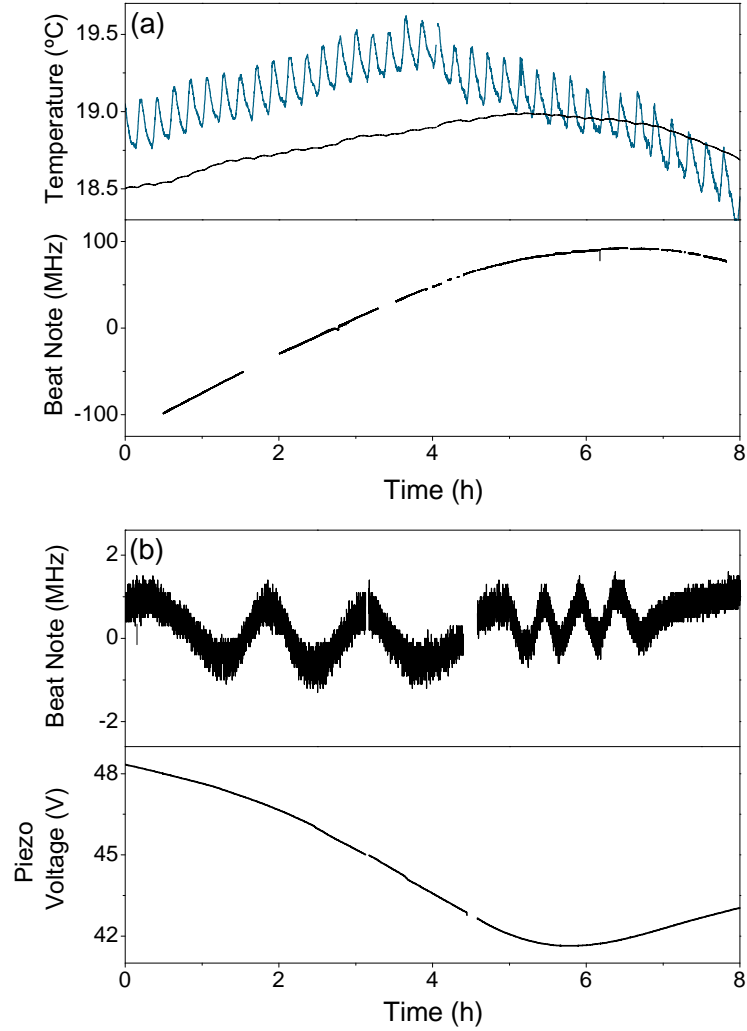 (a)
Temperature (ºC)
19.5
19.0
18.5
Beat Note (MHz)
100
0
-100
0 2 4 6 8
Time (h)
(b)
Beat Note (MHz)
2
0
-2
Piezo
Voltage (V)
48
45
42
0 2 4 6 8
Time (h)